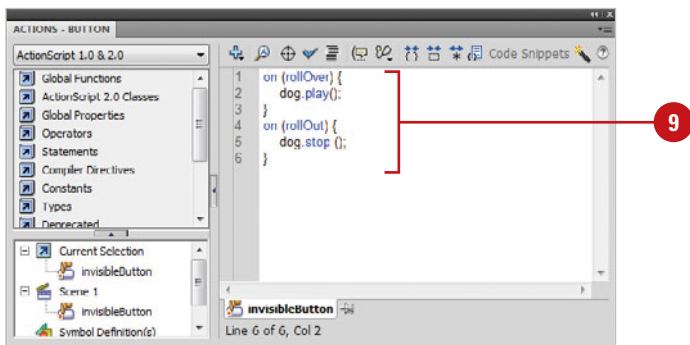 ACTIONS - BUTTON
ActionScript 1.0 & 2.0
Code Snippets
Global Functions
ActionScript 2.0 Classes
Global Properties
Operators
Statements
Compiler Directives
Constants
Types
Deprecated
Current Selection
invisibleButton
Scene 1
invisibleButton
Symbol Definition(s)
1 on (rollOver) {
2 dog.play();
3 }
4 on (rollOut) {
5 dog.stop ();
6 }
9
invisibleButton
Line 6 of 6, Col 2